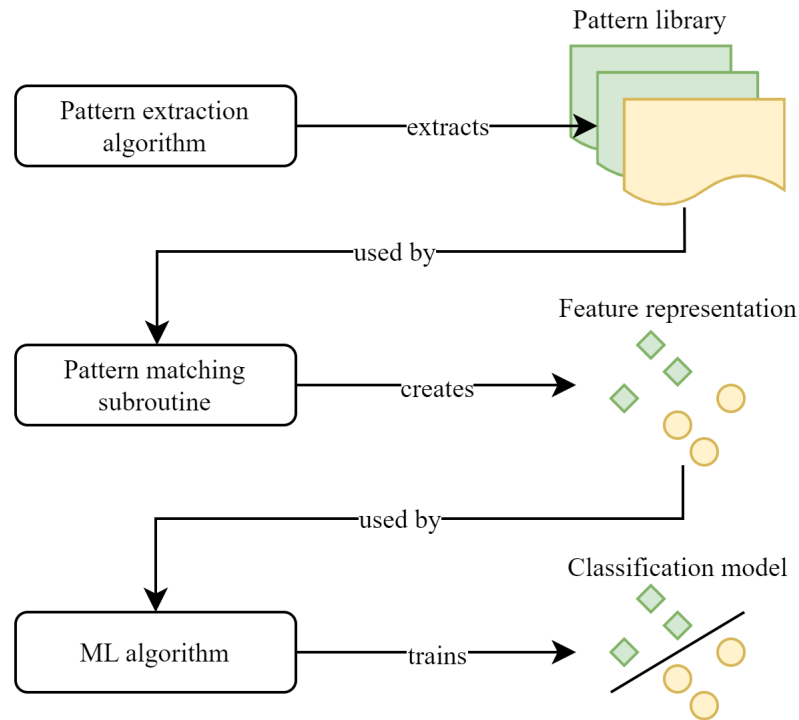 Pattern library
Pattern extraction
algorithm
extracts
used by
Feature representation
Pattern matching
subroutine
creates
used by
Classification model
ML algorithm
trains